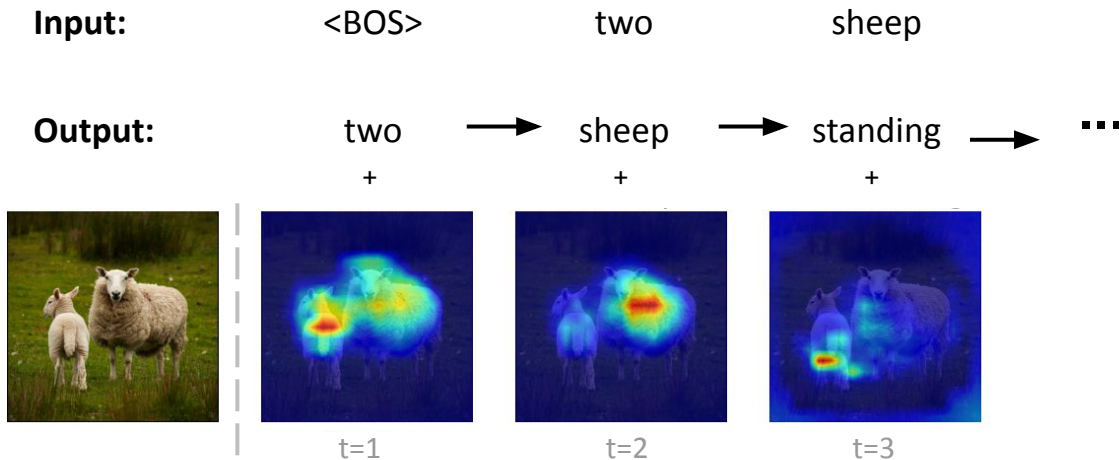 Input: <BOS> two sheep
Output: two sheep standing ...
+ + +
t=1 t=2 t=3